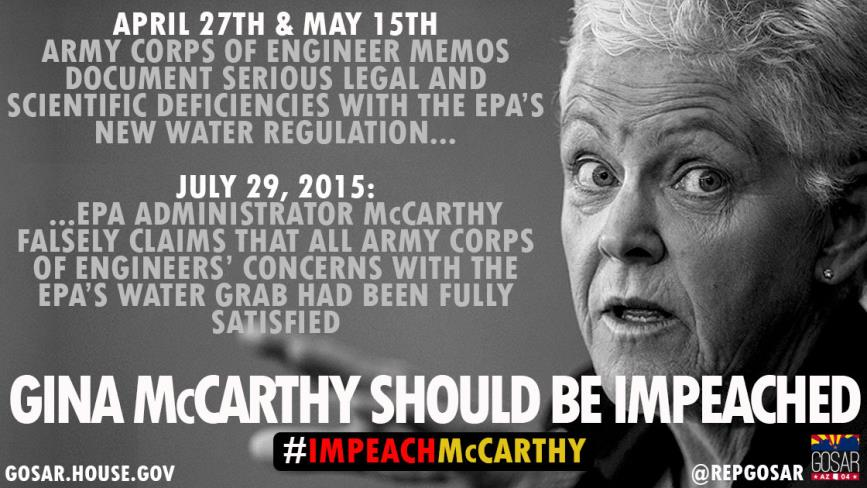 APRIL 27TH & MAY 15TH
ARMY CORPS OF ENGINEER MEMOS
DOCUMENT SERIOUS LEGAL AND
SCIENTIFIC DEFICIENCIES WITH THE EPA'S
NEW WATER REGULATION...
JULY 29, 2015:
...EPA ADMINISTRATOR McCARTHY
FALSELY CLAIMS THAT ALL ARMY CORPS
OF ENGINEERS' CONCERNS WITH THE
EPA'S WATER GRAB HAD BEEN FULLY
SATISFIED
GINA McCARTHY SHOULD BE IMPEACHED
#IMPEACHMcCARTHY
GOSAR.HOUSE.GOV
@REPGOSAR
GOSAR
AZ 04